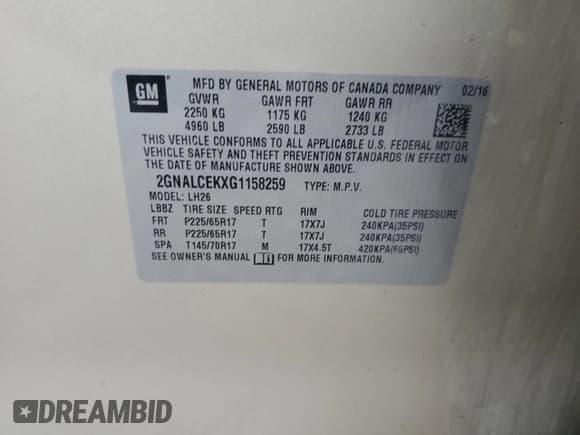 GM
MFD BY GENERAL MOTORS OF CANADA COMPANY 02/16
GVWR GAWR FRT GAWR RR
2250 KG 1175 KG 1240 KG
4960 LB 2590 LB 2733 LB
THIS VEHICLE CONFORMS TO ALL APPLICABLE U.S. FEDERAL MOTOR
VEHICLE SAFETY AND THEFT PREVENTION STANDARDS IN EFFECT ON
THE DATE OF MANUFACTURE SHOWN ABOVE.
2GNALCEKXG1158259 TYPE: M.P.V.
MODEL: LH26
LBBZ TIRE SIZE SPEED RTG RIM COLD TIRE PRESSURE
FRT P225/65R17 T 17X7J 240KPA(35PSI)
RR P225/65R17 T 17X7J 240KPA(35PSI)
SPA T145/70R17 M 17X4.5T 420KPA(60PSI)
SEE OWNER'S MANUAL FOR MORE INFORMATION
DREAMBID